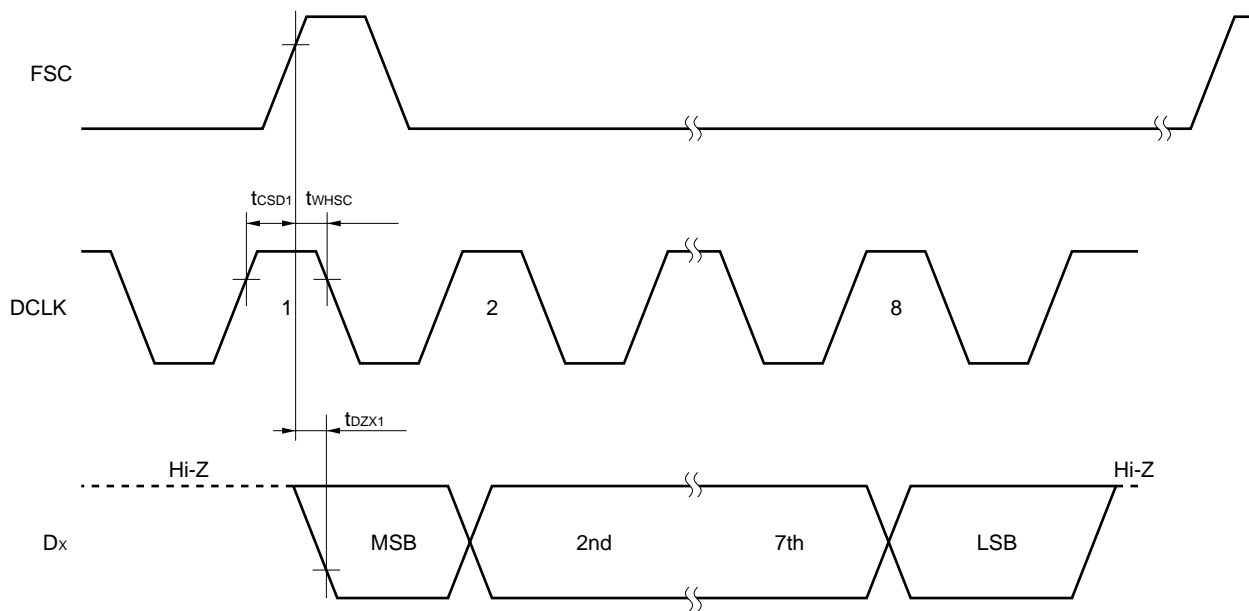 FSC
tCSD1 tWHSC
DCLK 1 2 8
tDZX1
Hi-Z Hi-Z
DX MSB 2nd 7th LSB